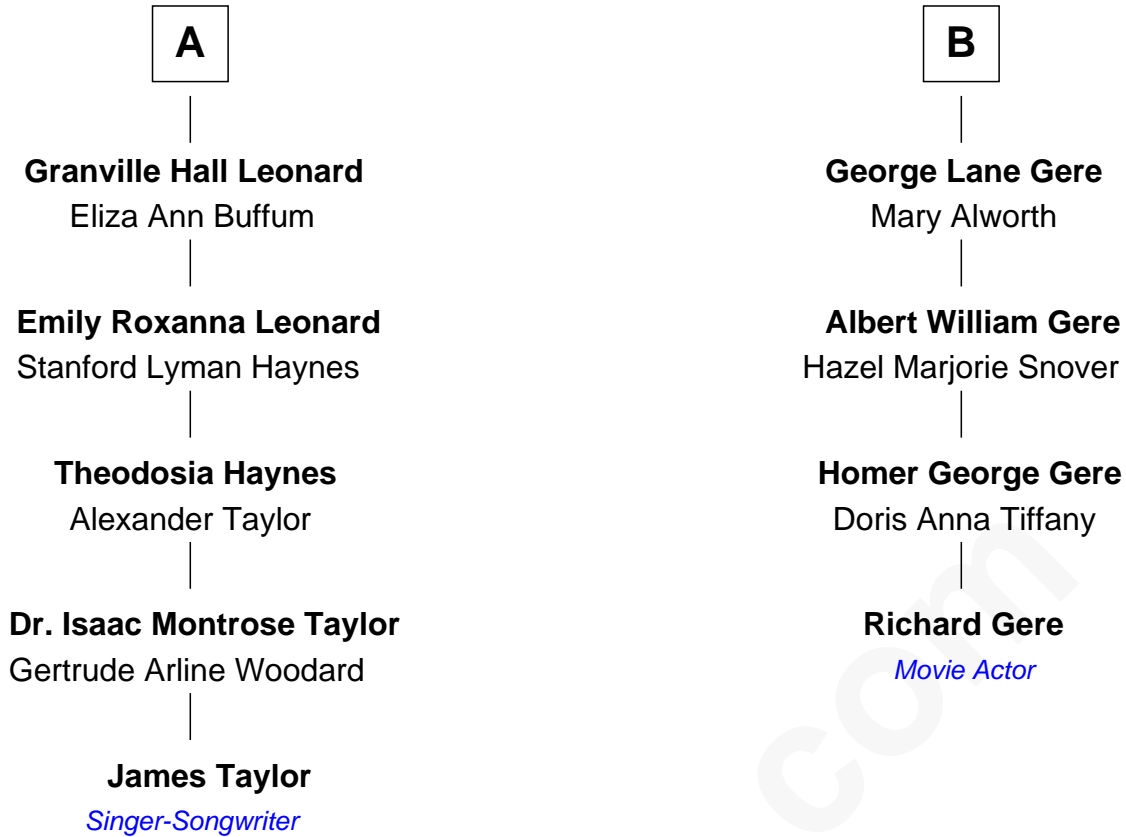 A
Granville Hall Leonard
Eliza Ann Buffum
Emily Roxanna Leonard
Stanford Lyman Haynes
Theodosia Haynes
Alexander Taylor
Dr. Isaac Montrose Taylor
Gertrude Arline Woodard
James Taylor
Singer-Songwriter
B
George Lane Gere
Mary Alworth
Albert William Gere
Hazel Marjorie Snover
Homer George Gere
Doris Anna Tiffany
Richard Gere
Movie Actor
com